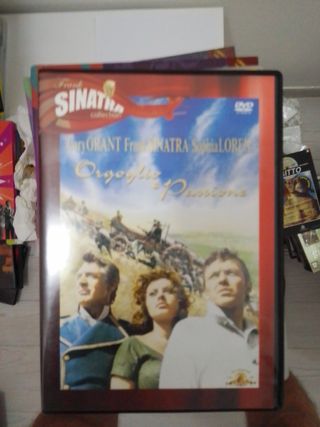 Frank
SINATRA
collection
DVD
Cary GRANT Frank SINATRA Sophia LOREN
Orgoglio
e Passione